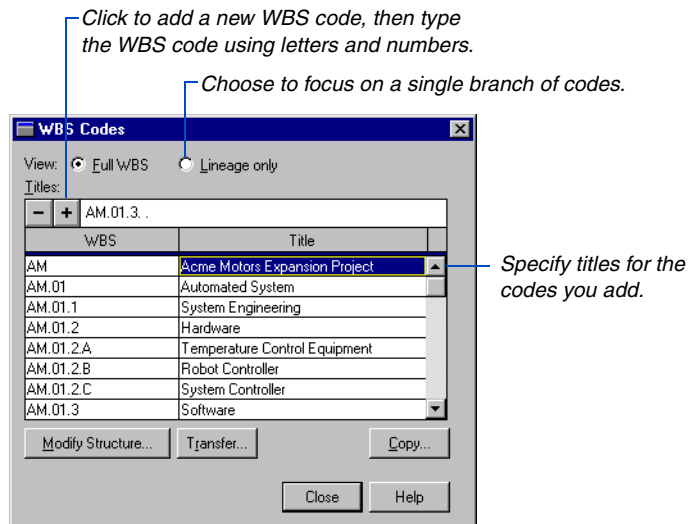 Click to add a new WBS code, then type
the WBS code using letters and numbers.
Choose to focus on a single branch of codes.
WBS Codes
View: Full WBS Lineage only
Titles:
- + AM.01.3. .
WBS Title
AM Acme Motors Expansion Project
AM.01 Automated System
AM.01.1 System Engineering
AM.01.2 Hardware
AM.01.2.A Temperature Control Equipment
AM.01.2.B Robot Controller
AM.01.2.C System Controller
AM.01.3 Software
Specify titles for the
codes you add.
Modify Structure... Transfer... Copy...
Close Help